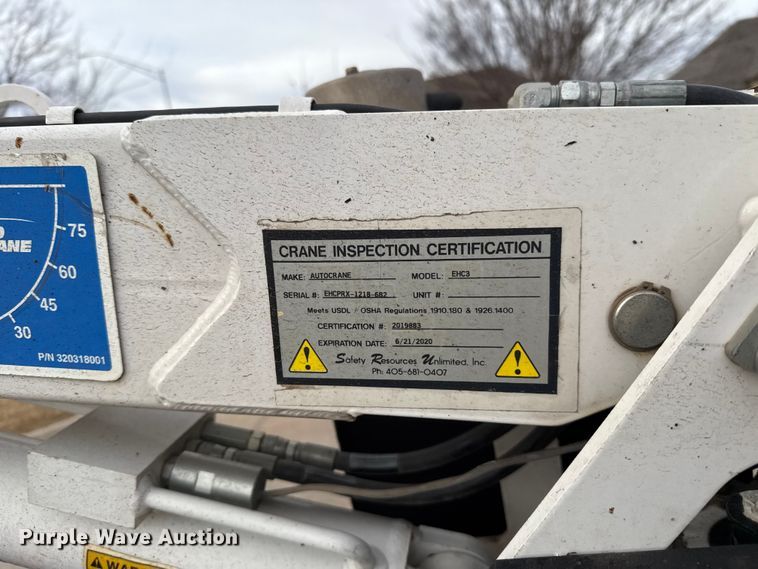 CRANE INSPECTION CERTIFICATION
MAKE: AUTOCRANE MODEL: EHC3
SERIAL #: EHCPRX-1218-682 UNIT #:
Meets USDL / OSHA Regulations 1910.180 & 1926.1400
CERTIFICATION #: 2019883
EXPIRATION DATE: 6/21/2020
Safety Resources Unlimited, Inc.
Ph: 405-681-0407
75
60
45
30
P/N 320318001
Purple Wave Auction